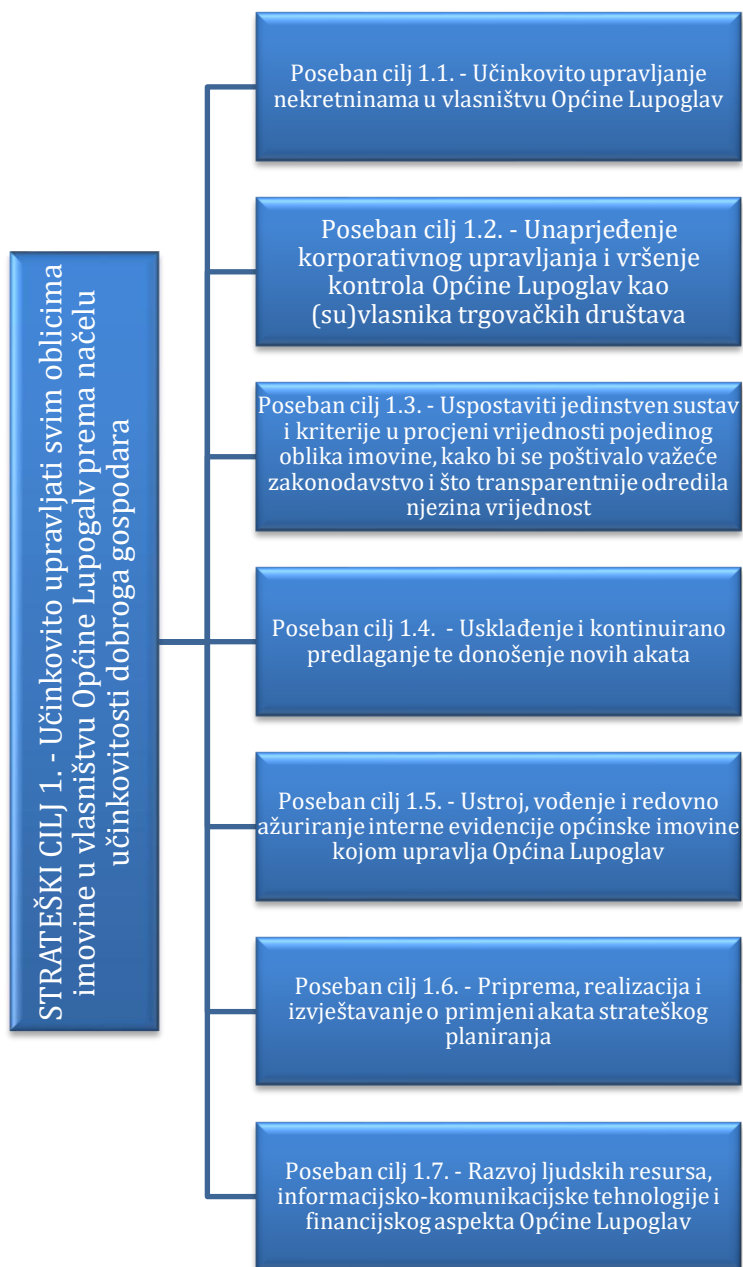 STRATEŠKI CILJ 1. - Učinkovito upravljati svim oblicima
imovine u vlasništvu Općine Lupogalv prema načelu
učinkovitosti dobroga gospodara
Poseban cilj 1.1. - Učinkovito upravljanje
nekretninama u vlasništvu Općine Lupoglav
Poseban cilj 1.2. - Unaprjeđenje
korporativnog upravljanja i vršenje
kontrola Općine Lupoglav kao
(su)vlasnika trgovačkih društava
Poseban cilj 1.3. - Uspostaviti jedinstven sustav
i kriterije u procjeni vrijednosti pojedinog
oblika imovine, kako bi se poštivalo važeće
zakonodavstvo i što transparentnije odredila
njezina vrijednost
Poseban cilj 1.4. - Usklađenje i kontinuirano
predlaganje te donošenje novih akata
Poseban cilj 1.5. - Ustroj, vođenje i redovno
ažuriranje interne evidencije općinske imovine
kojom upravlja Općina Lupoglav
Poseban cilj 1.6. - Priprema, realizacija i
izvještavanje o primjeni akata strateškog
planiranja
Poseban cilj 1.7. - Razvoj ljudskih resursa,
informacijsko-komunikacijske tehnologije i
financijskog aspekta Općine Lupoglav